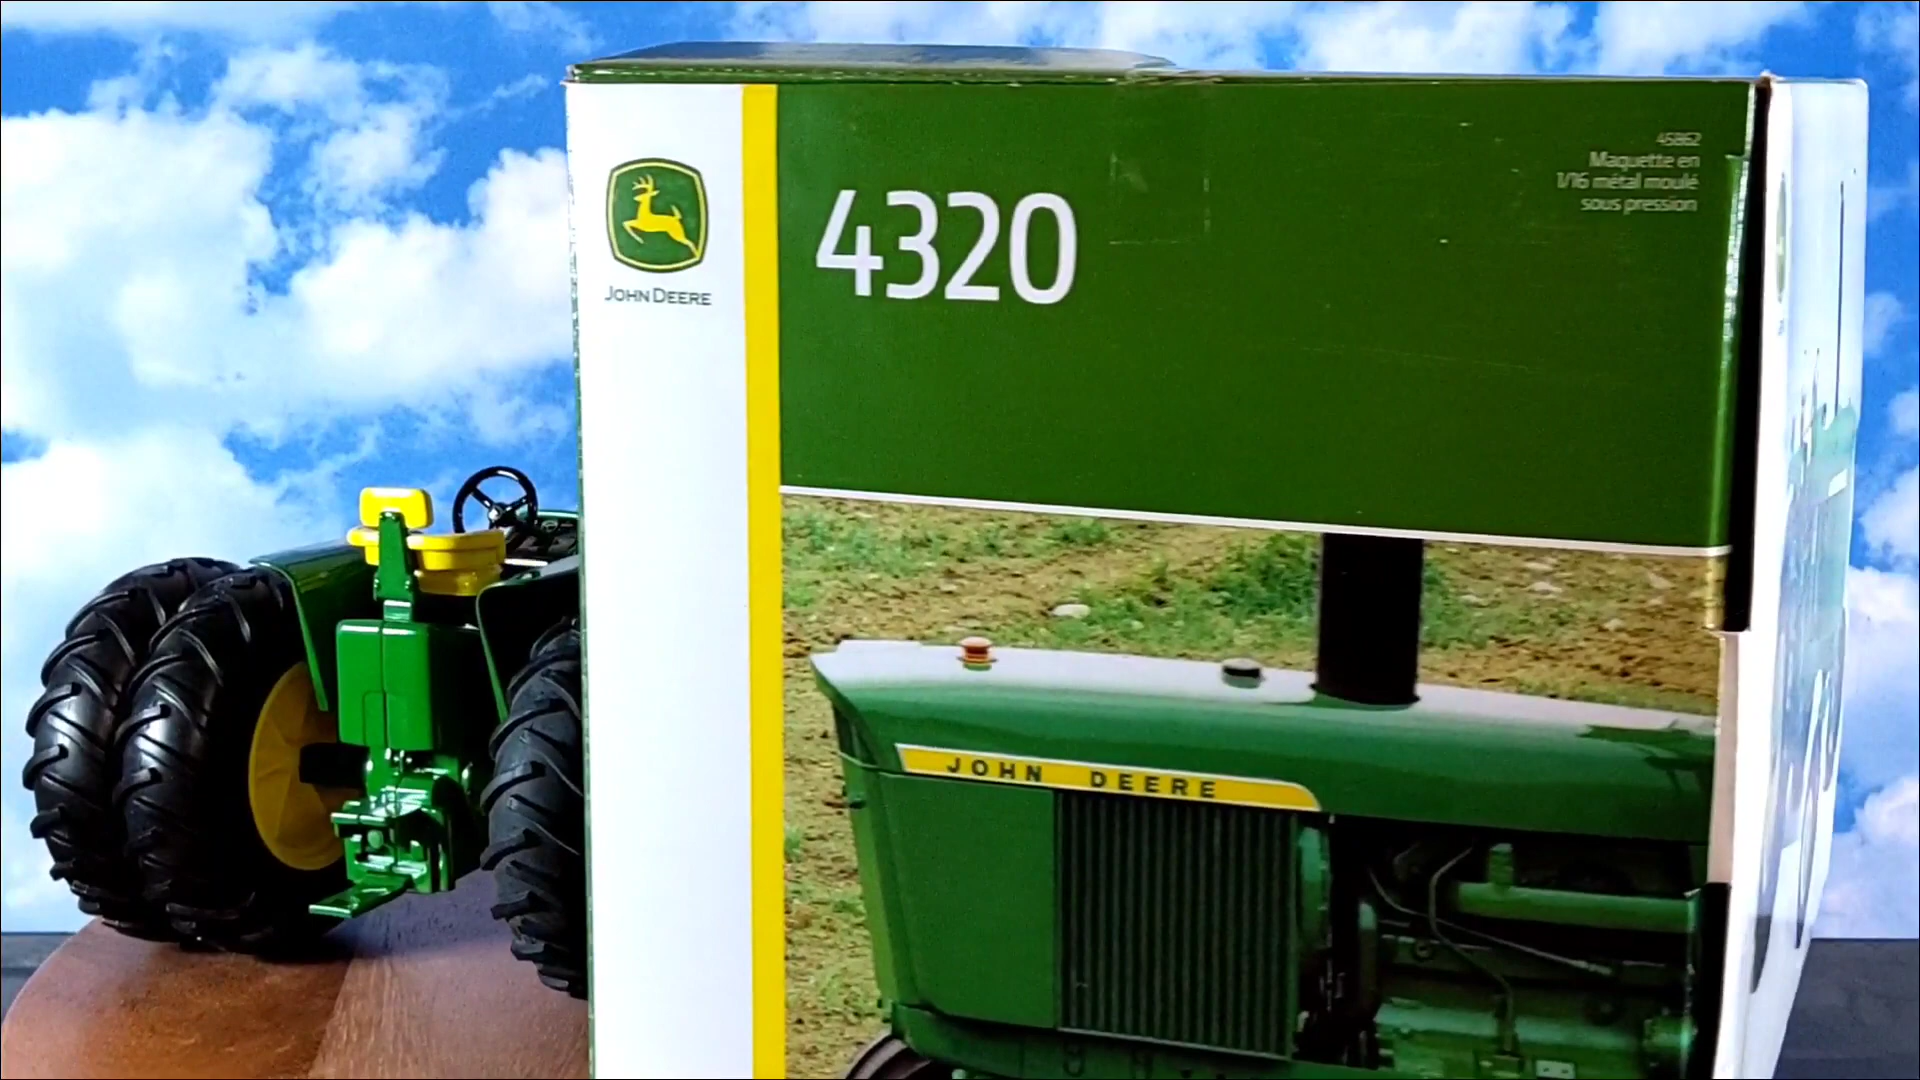 JOHN DEERE
4320
45862
Maquette en
1/16 métal moulé
sous pression
JOHN DEERE